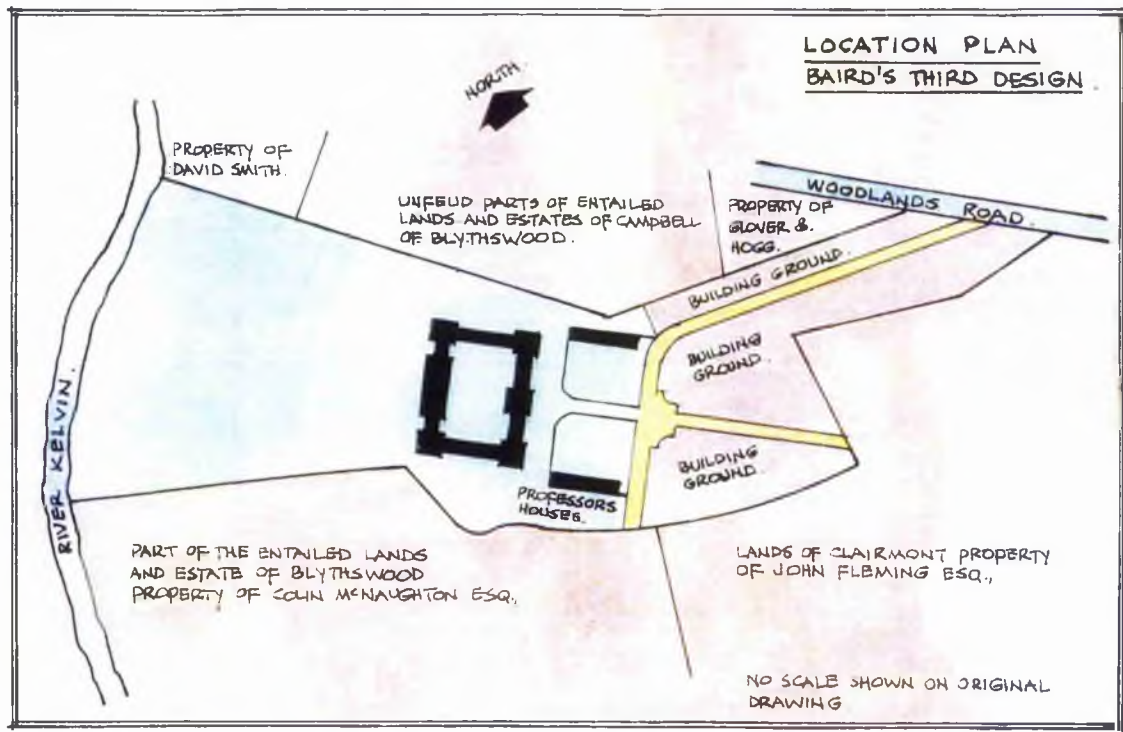 LOCATION PLAN
BAIRD'S THIRD DESIGN.
NORTH.
PROPERTY OF
DAVID SMITH.
UNFEUD PARTS OF ENTAILED
LANDS AND ESTATES OF CAMPBELL
OF BLYTHSWOOD.
PROPERTY OF
GLOVER &
HOGG.
WOODLANDS ROAD.
BUILDING GROUND.
BUILDING
GROUND.
BUILDING
GROUND.
PROFESSORS
HOUSES.
RIVER KELVIN.
PART OF THE ENTAILED LANDS
AND ESTATE OF BLYTHSWOOD
PROPERTY OF COLIN MCNAUGHTON ESQ.,
LANDS OF CLAIRMONT PROPERTY
OF JOHN FLEMING ESQ.,
NO SCALE SHOWN ON ORIGINAL
DRAWING